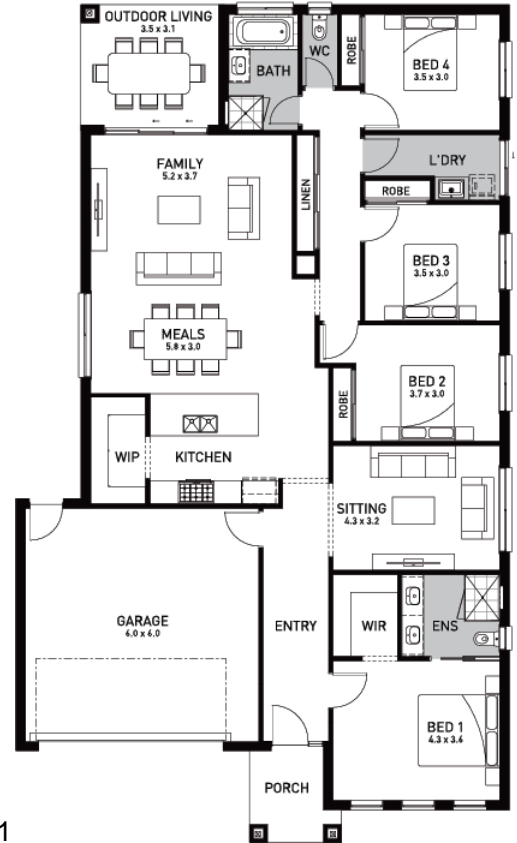 OUTDOOR LIVING
3.5 x 3.1
BATH
WC
ROBE
BED 4
3.5 x 3.0
FAMILY
5.2 x 3.7
LINEN
L'DRY
ROBE
BED 3
3.5 x 3.0
MEALS
5.8 x 3.0
BED 2
3.7 x 3.0
ROBE
WIP
KITCHEN
SITTING
4.3 x 3.2
GARAGE
6.0 x 6.0
ENTRY
WIR
ENS
BED 1
4.3 x 3.6
PORCH
1